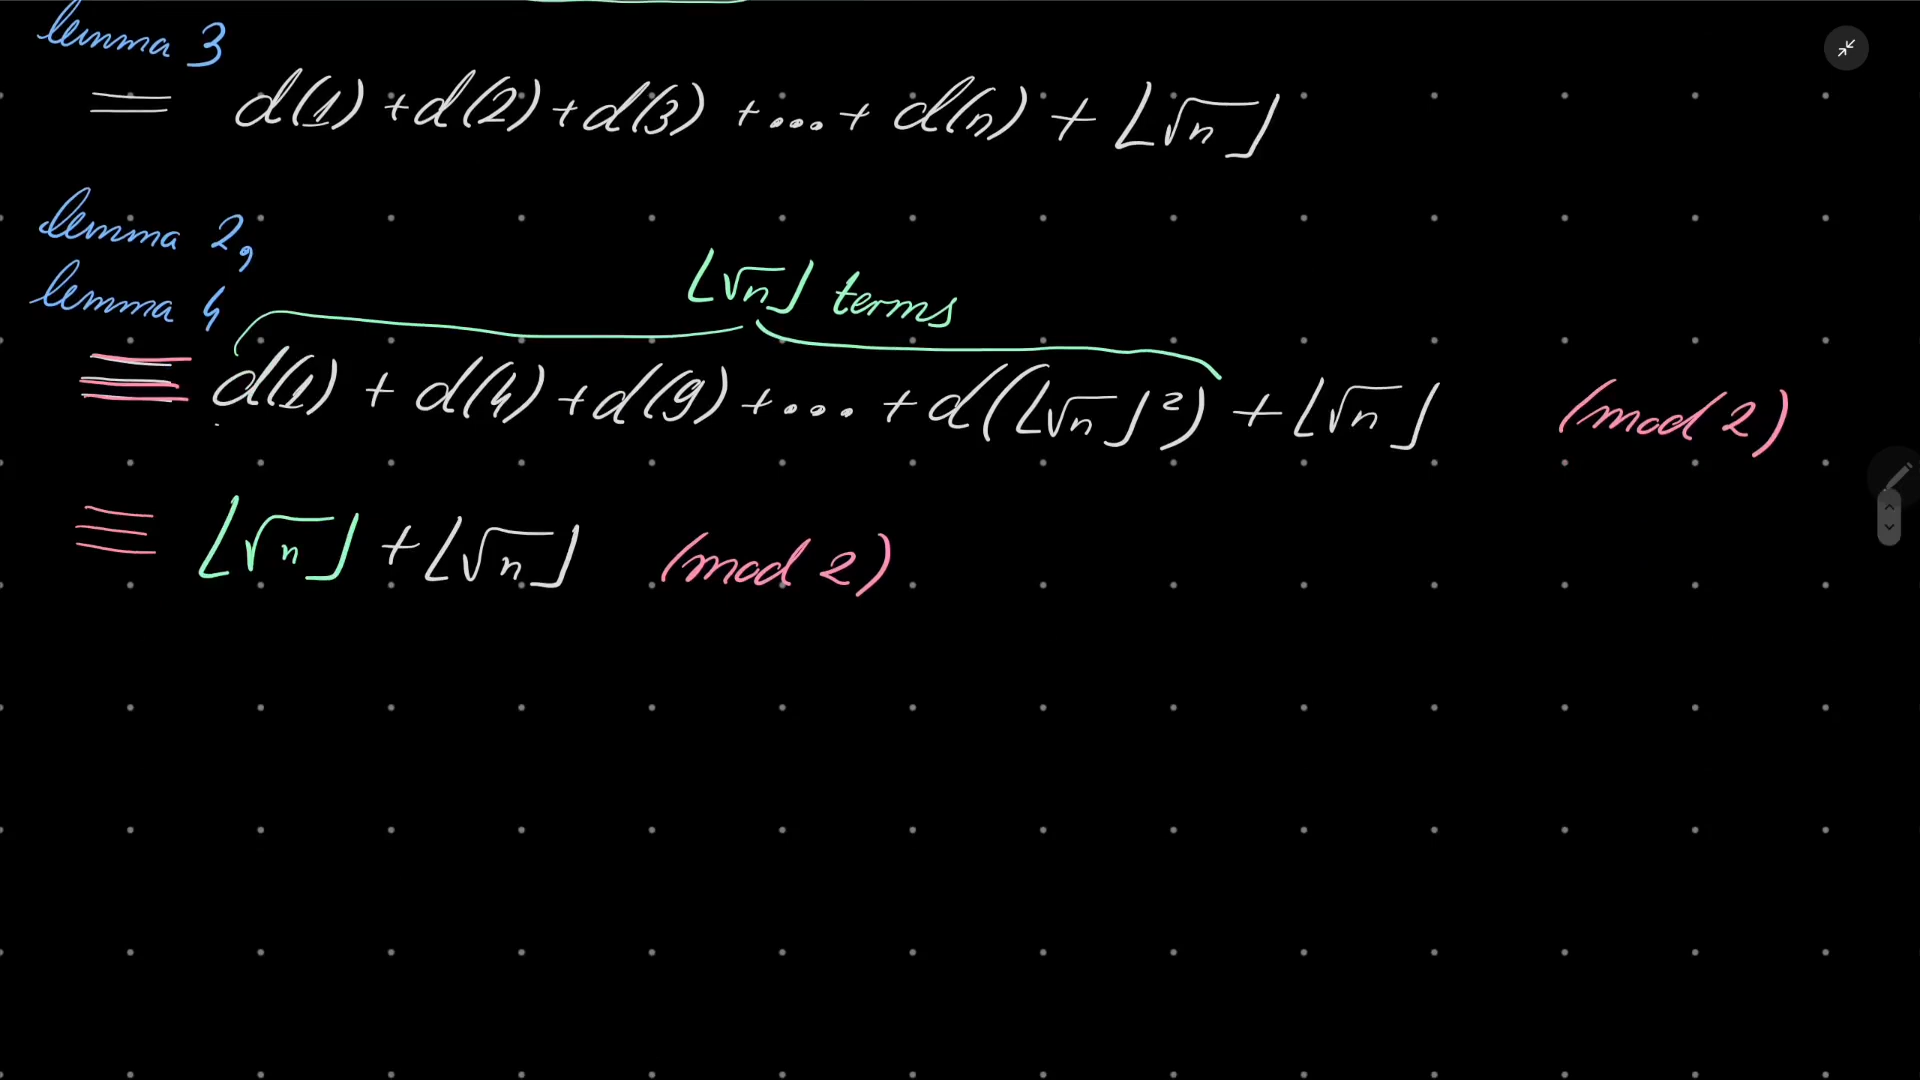 lemma 3
= d(1) + d(2) + d(3) + ... + d(n) + ⌊√n⌋
lemma 2,
lemma 4
⌊√n⌋ terms
≡ d(1) + d(4) + d(9) + ... + d(⌊√n⌋²) + ⌊√n⌋ (mod 2)
≡ ⌊√n⌋ + ⌊√n⌋ (mod 2)